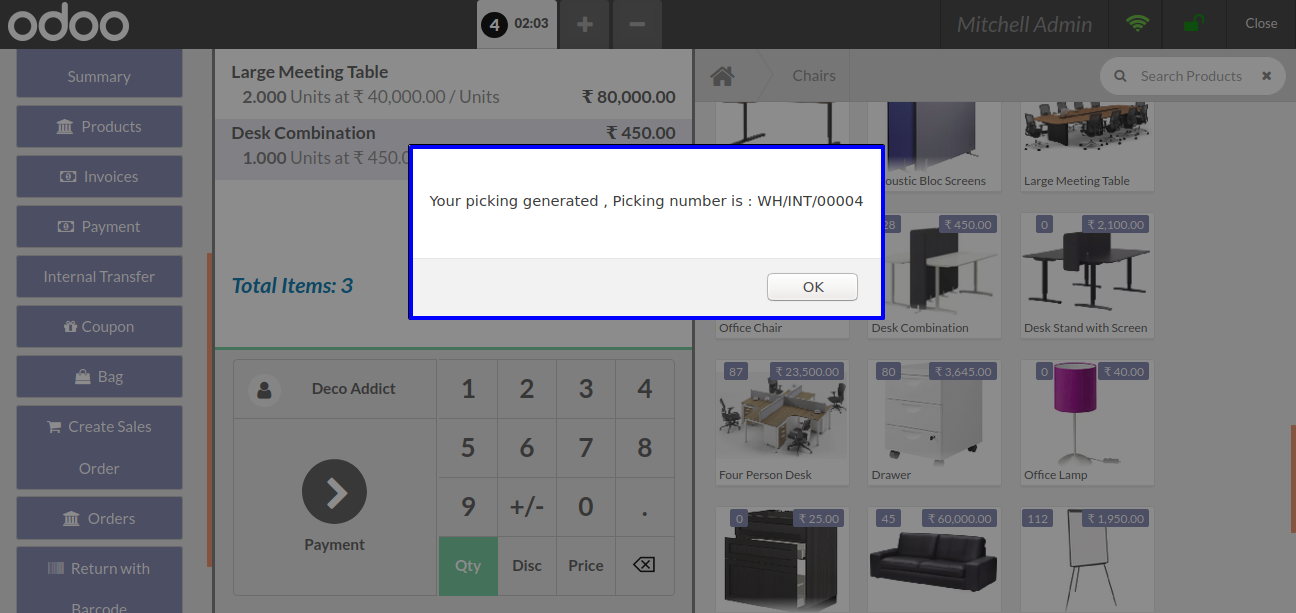 odoo
4 02:03
+ −
Mitchell Admin
Close
Summary
Products
Invoices
Payment
Internal Transfer
Coupon
Bag
Create Sales
Order
Orders
Return with
Barcode
Large Meeting Table
2.000 Units at ₹ 40,000.00 / Units ₹ 80,000.00
Desk Combination ₹ 450.00
1.000 Units at ₹ 450.0
Total Items: 3
Your picking generated , Picking number is : WH/INT/00004
OK
Deco Addict
Payment
1 2 3 4
5 6 7 8
9 +/- 0 .
Qty Disc Price
Chairs
Search Products
oustic Bloc Screens
Large Meeting Table
28 ₹ 450.00
0 ₹ 2,100.00
Office Chair
Desk Combination
Desk Stand with Screen
87 ₹ 23,500.00
80 ₹ 3,645.00
0 ₹ 40.00
Four Person Desk
Drawer
Office Lamp
0 ₹ 25.00
45 ₹ 60,000.00
112 ₹ 1,950.00